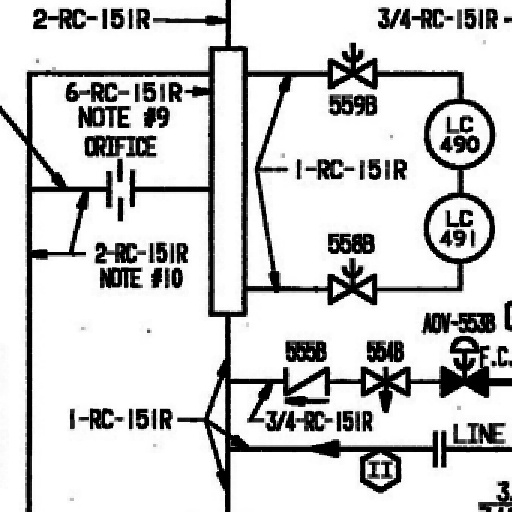 2-RC-151R
3/4-RC-151R-
6-RC-151R
NOTE #9
ORIFICE
559B
LC
490
1-RC-151R
LC
491
2-RC-151R
NOTE #10
558B
AOV-553B
555B
554B
F.C.
1-RC-151R
3/4-RC-151R
LINE
II